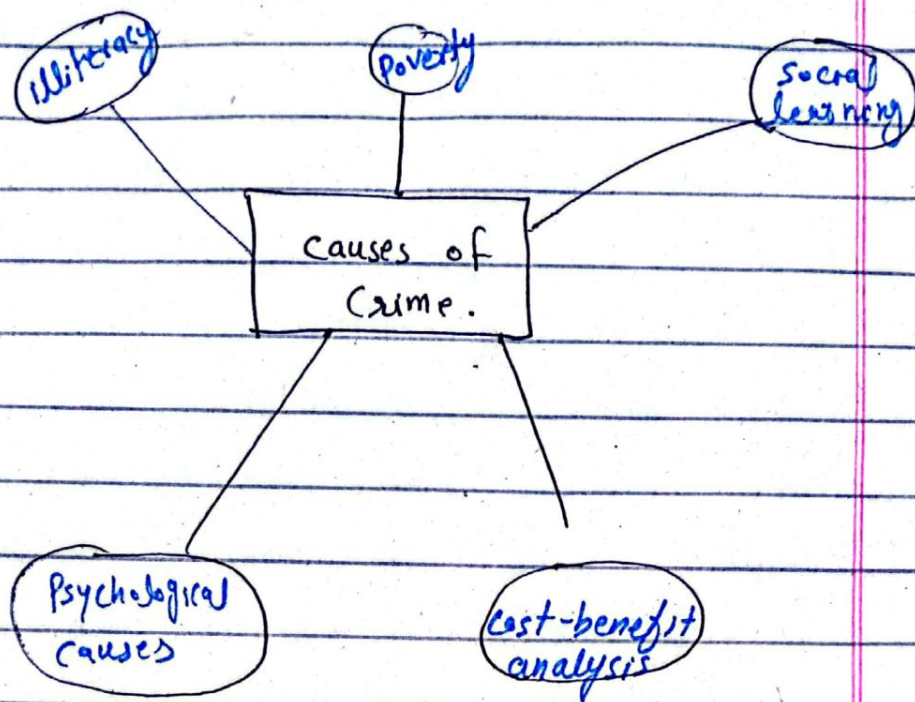 illiteracy
Poverty
Social
learning
Causes of
Crime.
Psychological
causes
cost-benefit
analysis